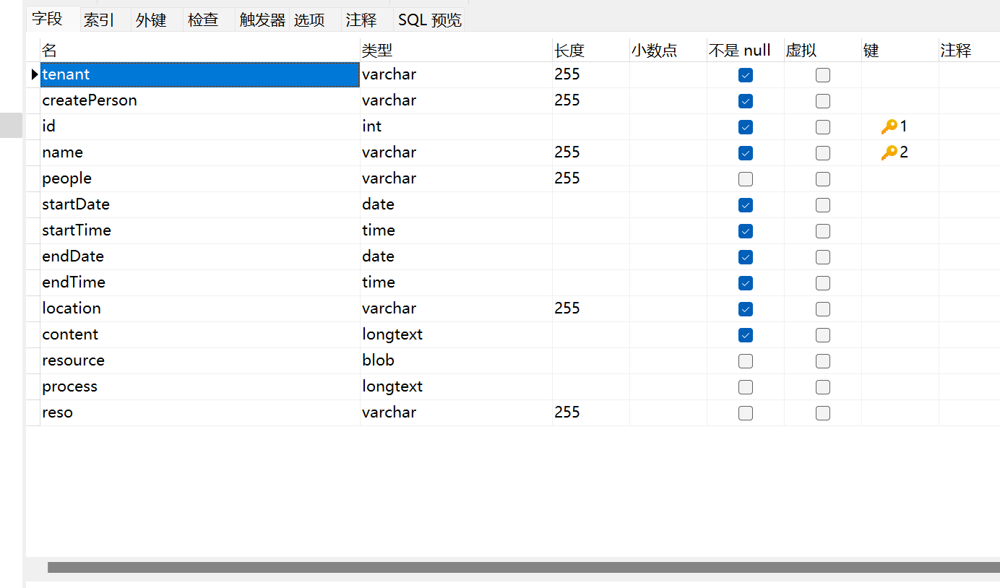 字段 索引 外键 检查 触发器 选项 注释 SQL 预览
名 类型 长度 小数点 不是 null 虚拟 键 注释
tenant varchar 255
createPerson varchar 255
id int 1
name varchar 255 2
people varchar 255
startDate date
startTime time
endDate date
endTime time
location varchar 255
content longtext
resource blob
process longtext
reso varchar 255